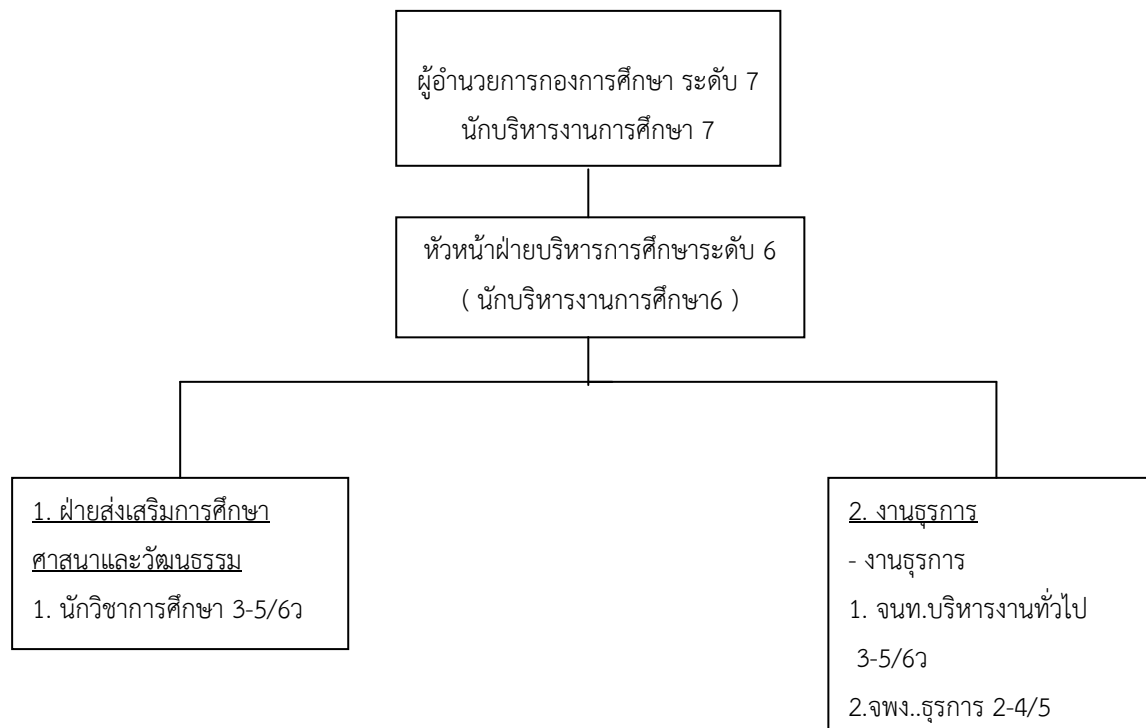 ผู้อำนวยการกองการศึกษา ระดับ 7
นักบริหารงานการศึกษา 7
หัวหน้าฝ่ายบริหารการศึกษาระดับ 6
( นักบริหารงานการศึกษา6 )
1. ฝ่ายส่งเสริมการศึกษา
ศาสนาและวัฒนธรรม
1. นักวิชาการศึกษา 3-5/6ว
2. งานธุรการ
- งานธุรการ
1. จนท.บริหารงานทั่วไป
3-5/6ว
2.จพง..ธุรการ 2-4/5